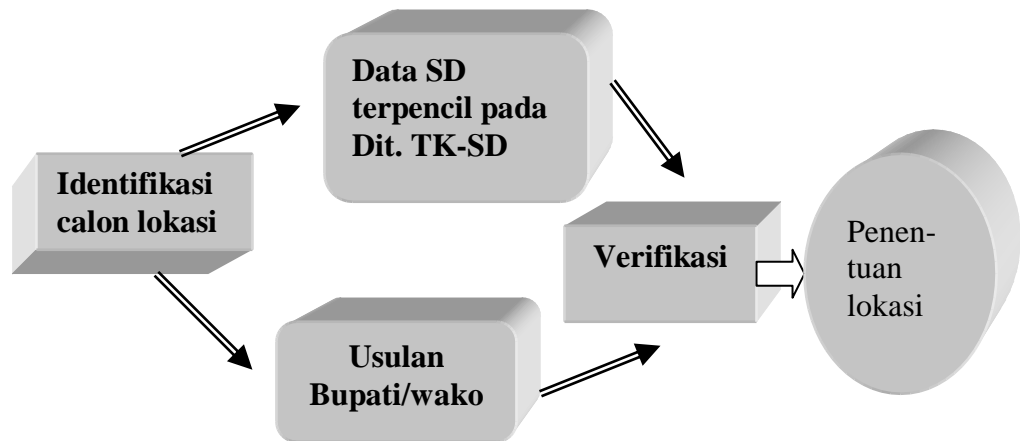 Identifikasi
calon lokasi
Data SD
terpencil pada
Dit. TK-SD
Usulan
Bupati/wako
Verifikasi
Penen-
tuan
lokasi